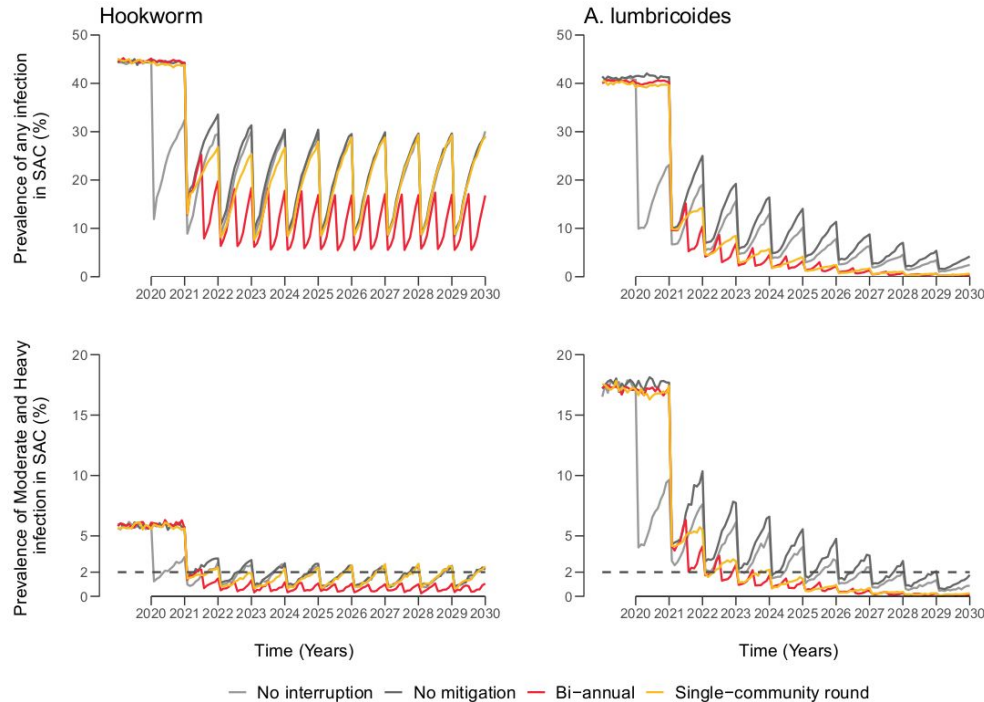 Hookworm
A. lumbricoides
Prevalence of any infection
in SAC (%)
50
40
30
20
10
0
2020 2021 2022 2023 2024 2025 2026 2027 2028 2029 2030
50
40
30
20
10
0
2020 2021 2022 2023 2024 2025 2026 2027 2028 2029 2030
Prevalence of Moderate and Heavy
infection in SAC (%)
20
15
10
5
2
0
2020 2021 2022 2023 2024 2025 2026 2027 2028 2029 2030
20
15
10
5
2
0
2020 2021 2022 2023 2024 2025 2026 2027 2028 2029 2030
Time (Years)
Time (Years)
No interruption No mitigation Bi−annual Single−community round